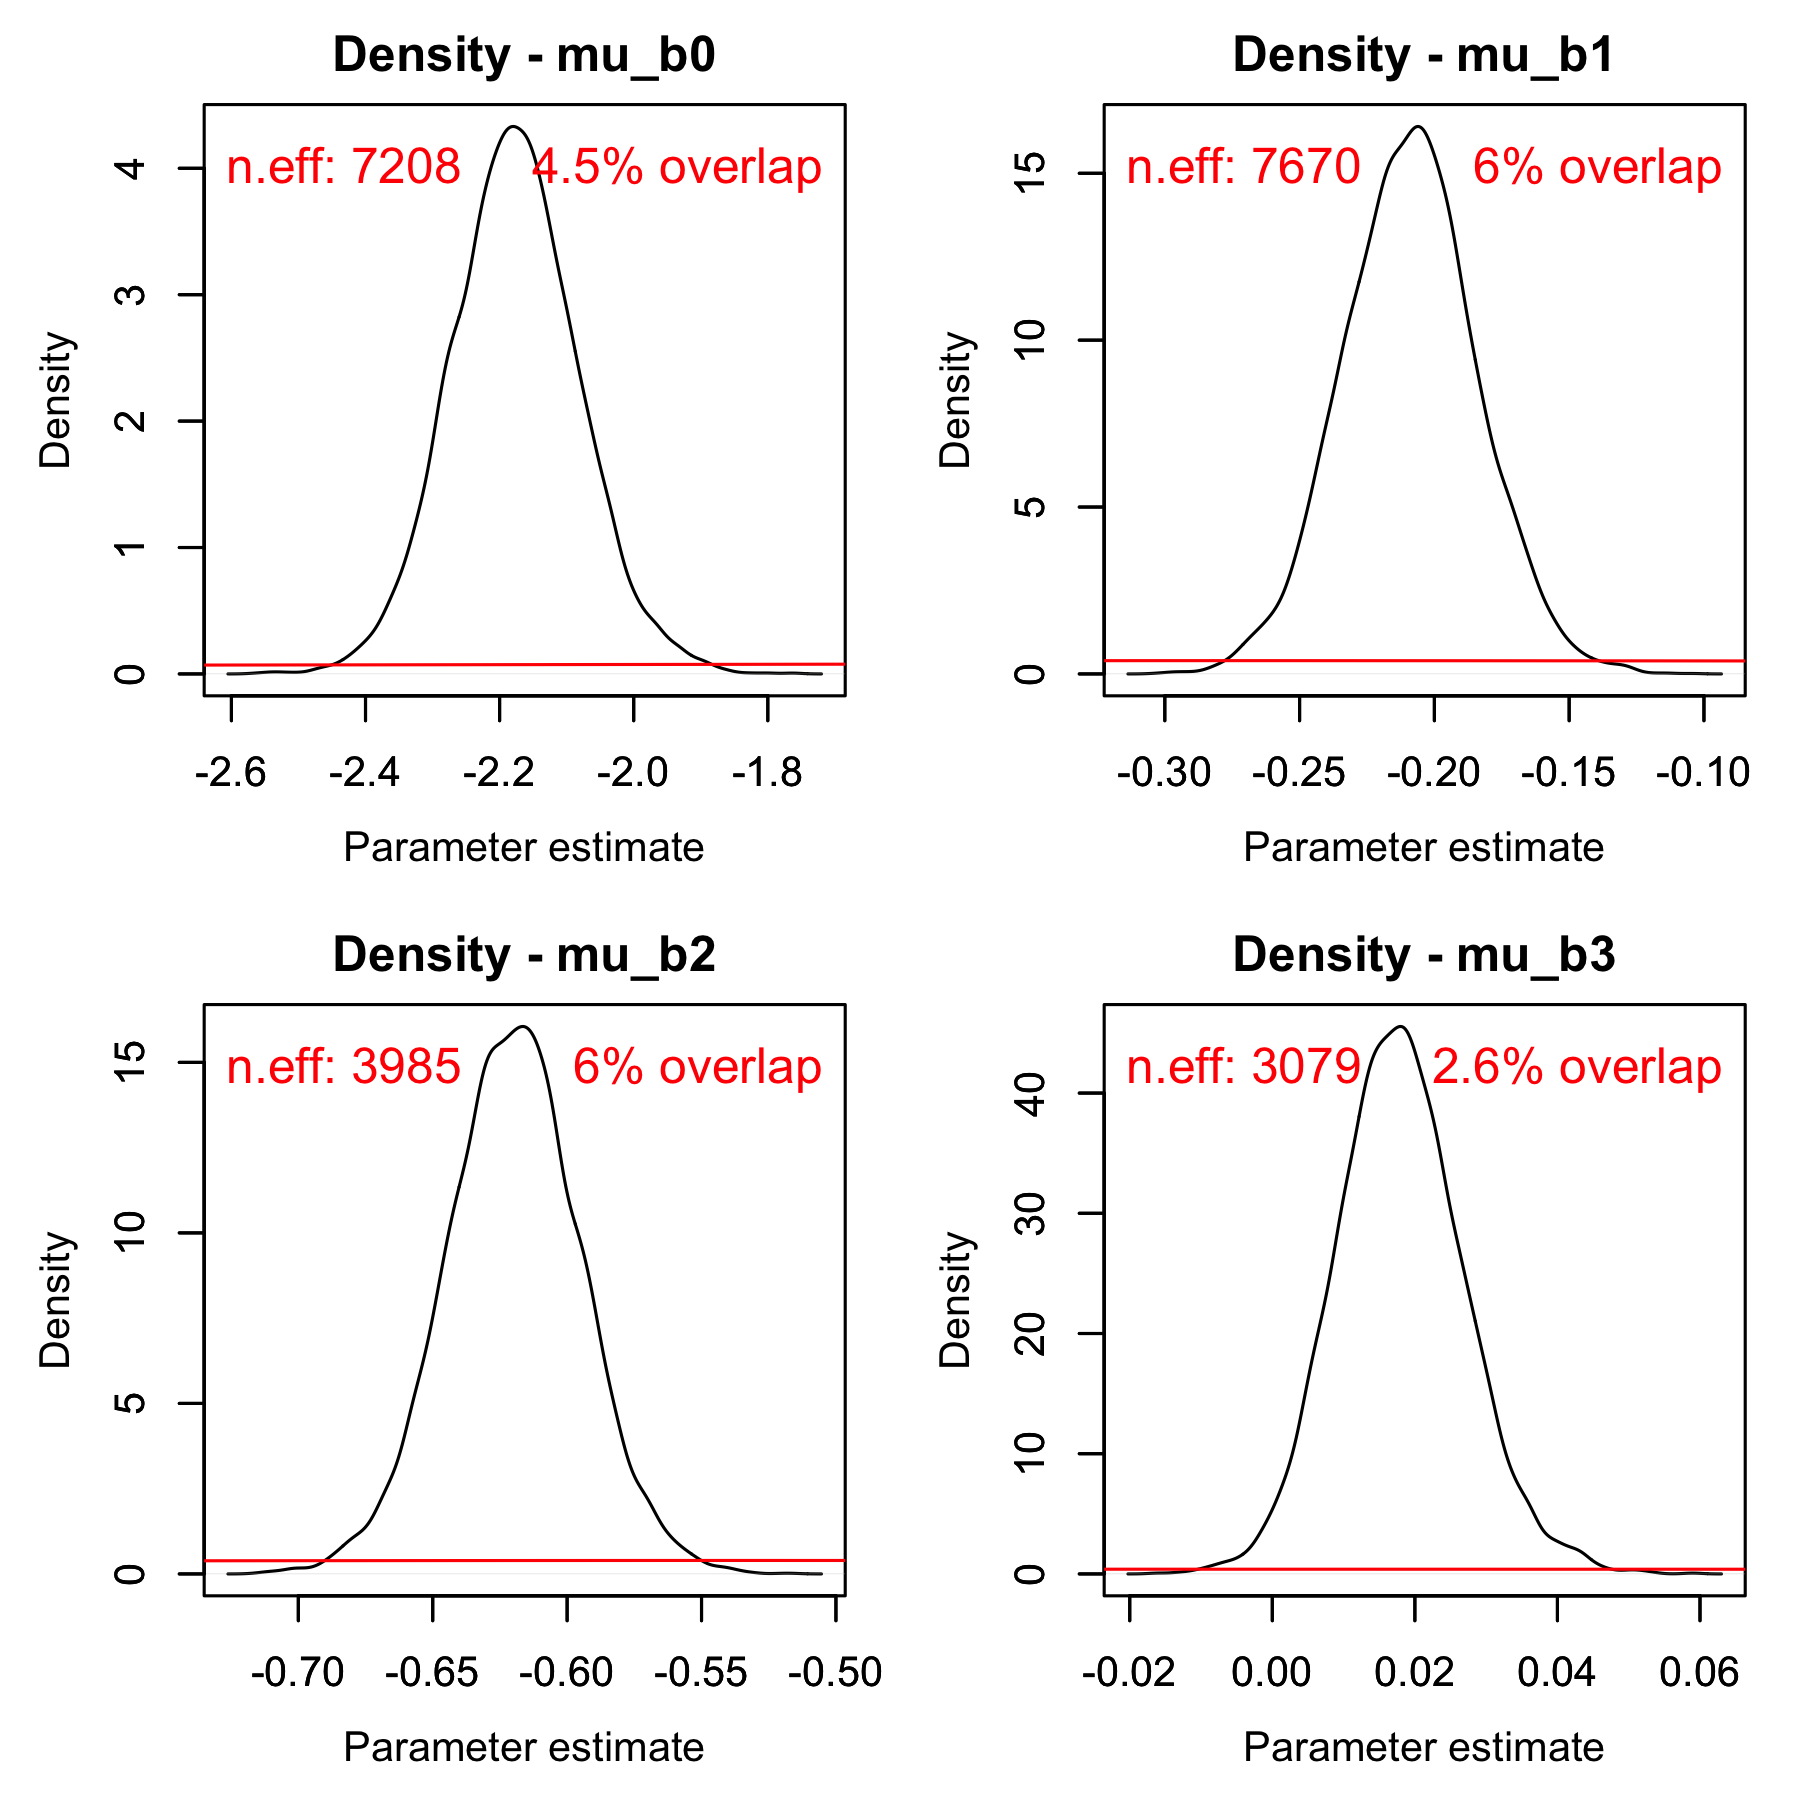 Density - mu_b0
n.eff: 7208 4.5% overlap
Density
0 1 2 3 4
-2.6 -2.4 -2.2 -2.0 -1.8
Parameter estimate
Density - mu_b1
n.eff: 7670 6% overlap
Density
0 5 10 15
-0.30 -0.25 -0.20 -0.15 -0.10
Parameter estimate
Density - mu_b2
n.eff: 3985 6% overlap
Density
0 5 10 15
-0.70 -0.65 -0.60 -0.55 -0.50
Parameter estimate
Density - mu_b3
n.eff: 3079 2.6% overlap
Density
0 10 20 30 40
-0.02 0.00 0.02 0.04 0.06
Parameter estimate